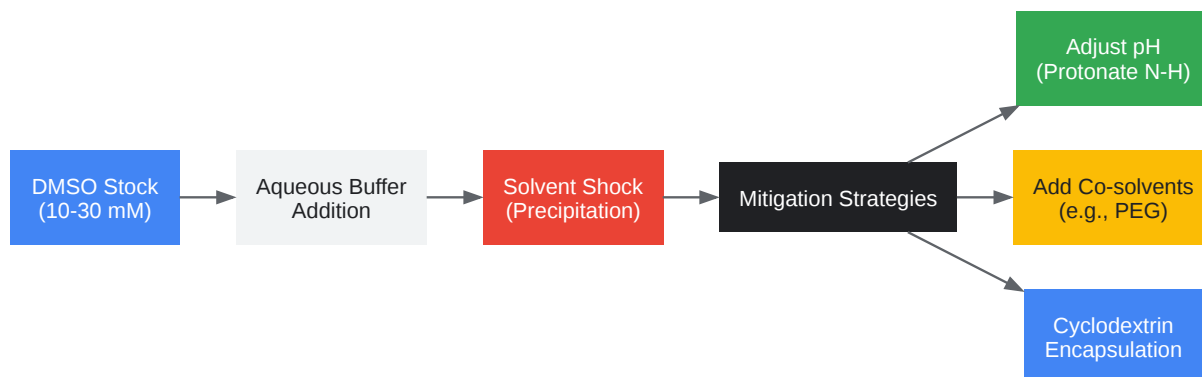 DMSO Stock
(10-30 mM)
Aqueous Buffer
Addition
Solvent Shock
(Precipitation)
Mitigation Strategies
Adjust pH
(Protonate N-H)
Add Co-solvents
(e.g., PEG)
Cyclodextrin
Encapsulation